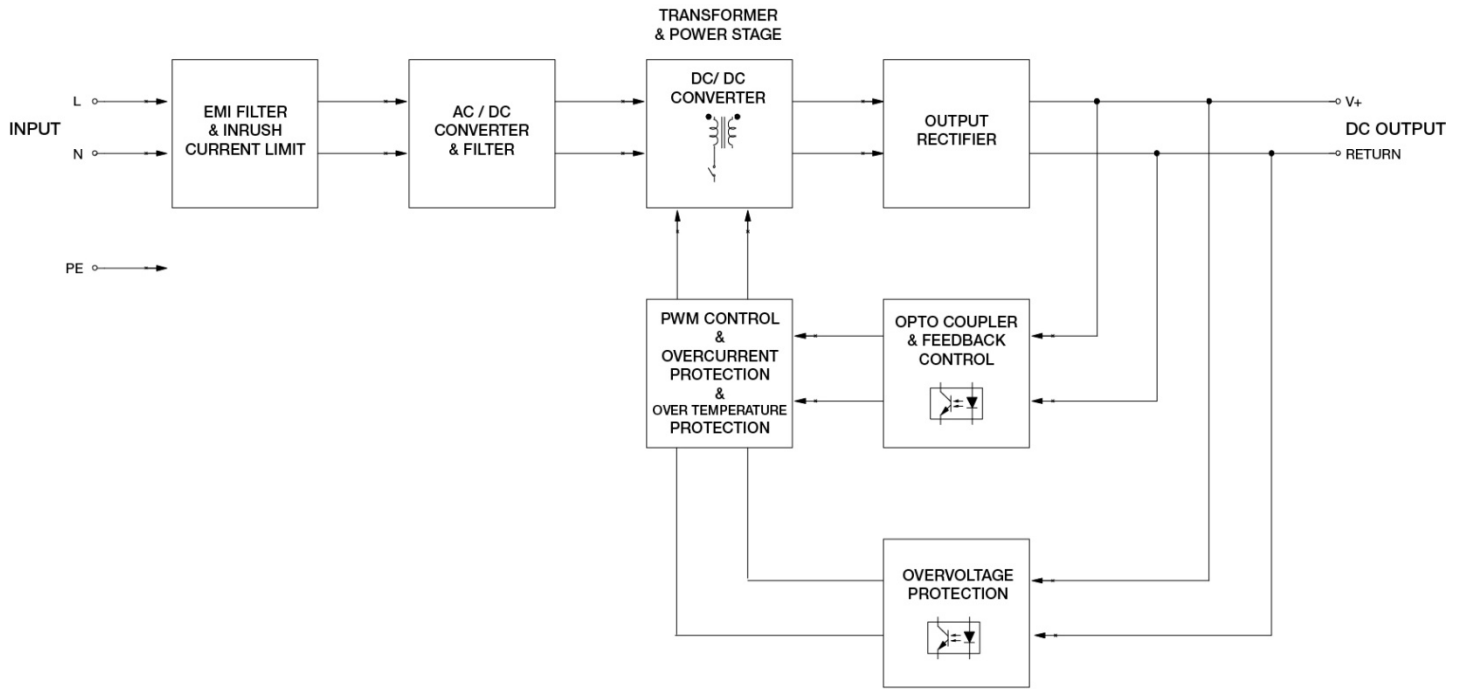 TRANSFORMER
& POWER STAGE
INPUT
L
N
PE
EMI FILTER
& INRUSH
CURRENT LIMIT
AC / DC
CONVERTER
& FILTER
DC/ DC
CONVERTER
OUTPUT
RECTIFIER
V+
DC OUTPUT
RETURN
PWM CONTROL
&
OVERCURRENT
PROTECTION
&
OVER TEMPERATURE
PROTECTION
OPTO COUPLER
& FEEDBACK
CONTROL
OVERVOLTAGE
PROTECTION